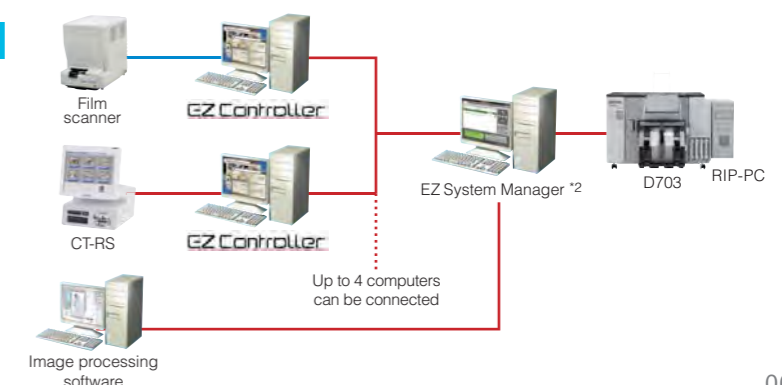 Film
scanner
EZ Controller
CT-RS
EZ Controller
EZ System Manager *2
D703
RIP-PC
Up to 4 computers
can be connected
Image processing
software